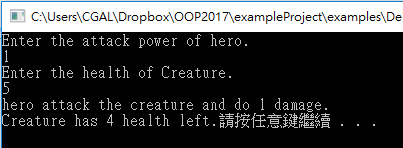 C:\Users\CGAL\Dropbox\OOP2017\exampleProject\examples\De
Enter the attack power of hero.
1
Enter the health of Creature.
5
hero attack the creature and do 1 damage.
Creature has 4 health left.請按任意鍵繼續 . . .